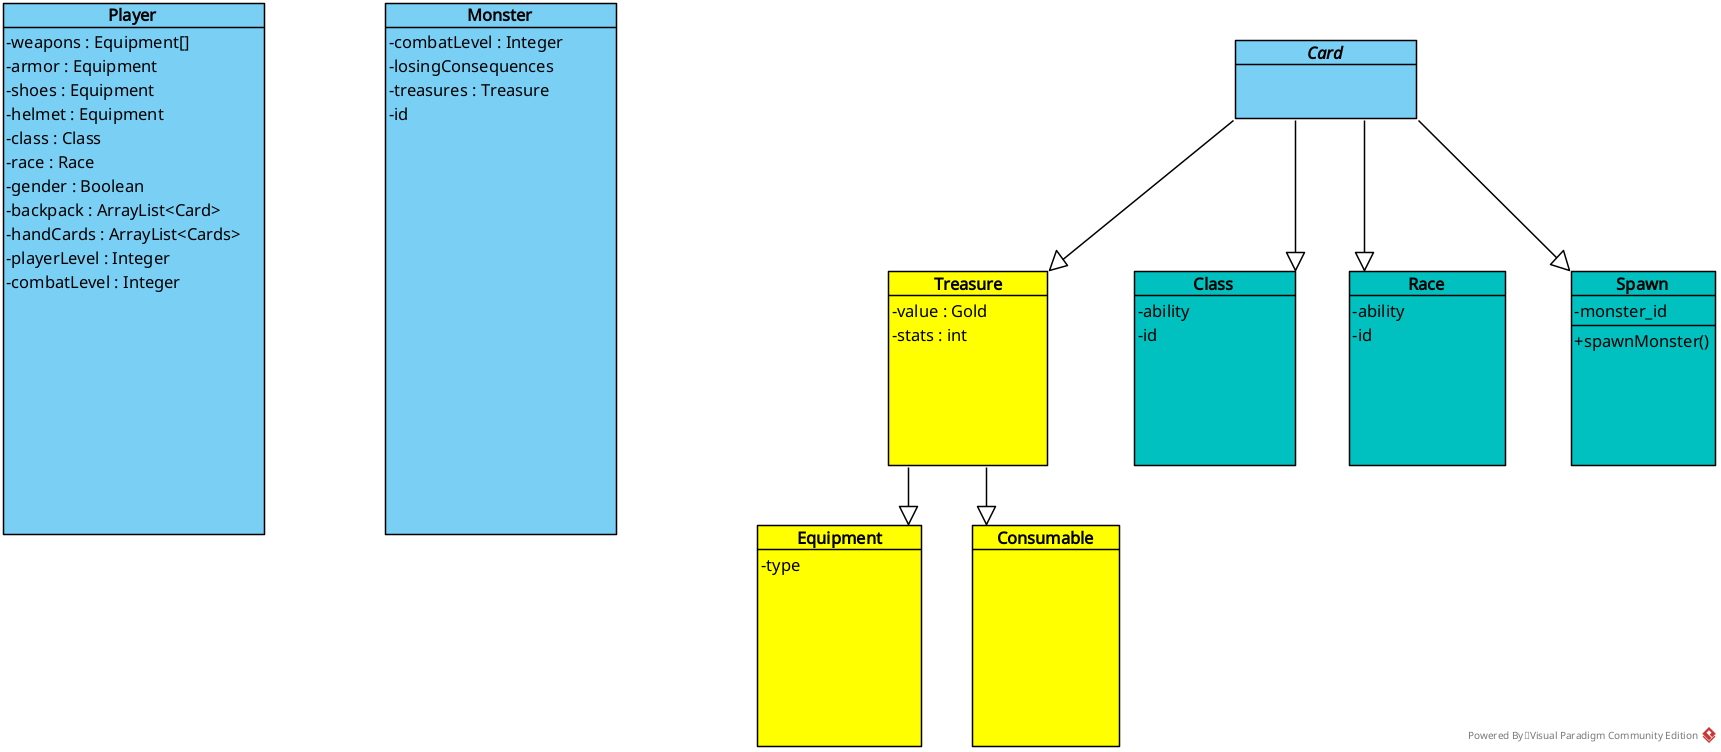 Player
-weapons : Equipment[]
-armor : Equipment
-shoes : Equipment
-helmet : Equipment
-class : Class
-race : Race
-gender : Boolean
-backpack : ArrayList<Card>
-handCards : ArrayList<Cards>
-playerLevel : Integer
-combatLevel : Integer
Monster
-combatLevel : Integer
-losingConsequences
-treasures : Treasure
-id
Card
Treasure
-value : Gold
-stats : int
Class
-ability
-id
Race
-ability
-id
Spawn
-monster_id
+spawnMonster()
Equipment
-type
Consumable
Powered By Visual Paradigm Community Edition